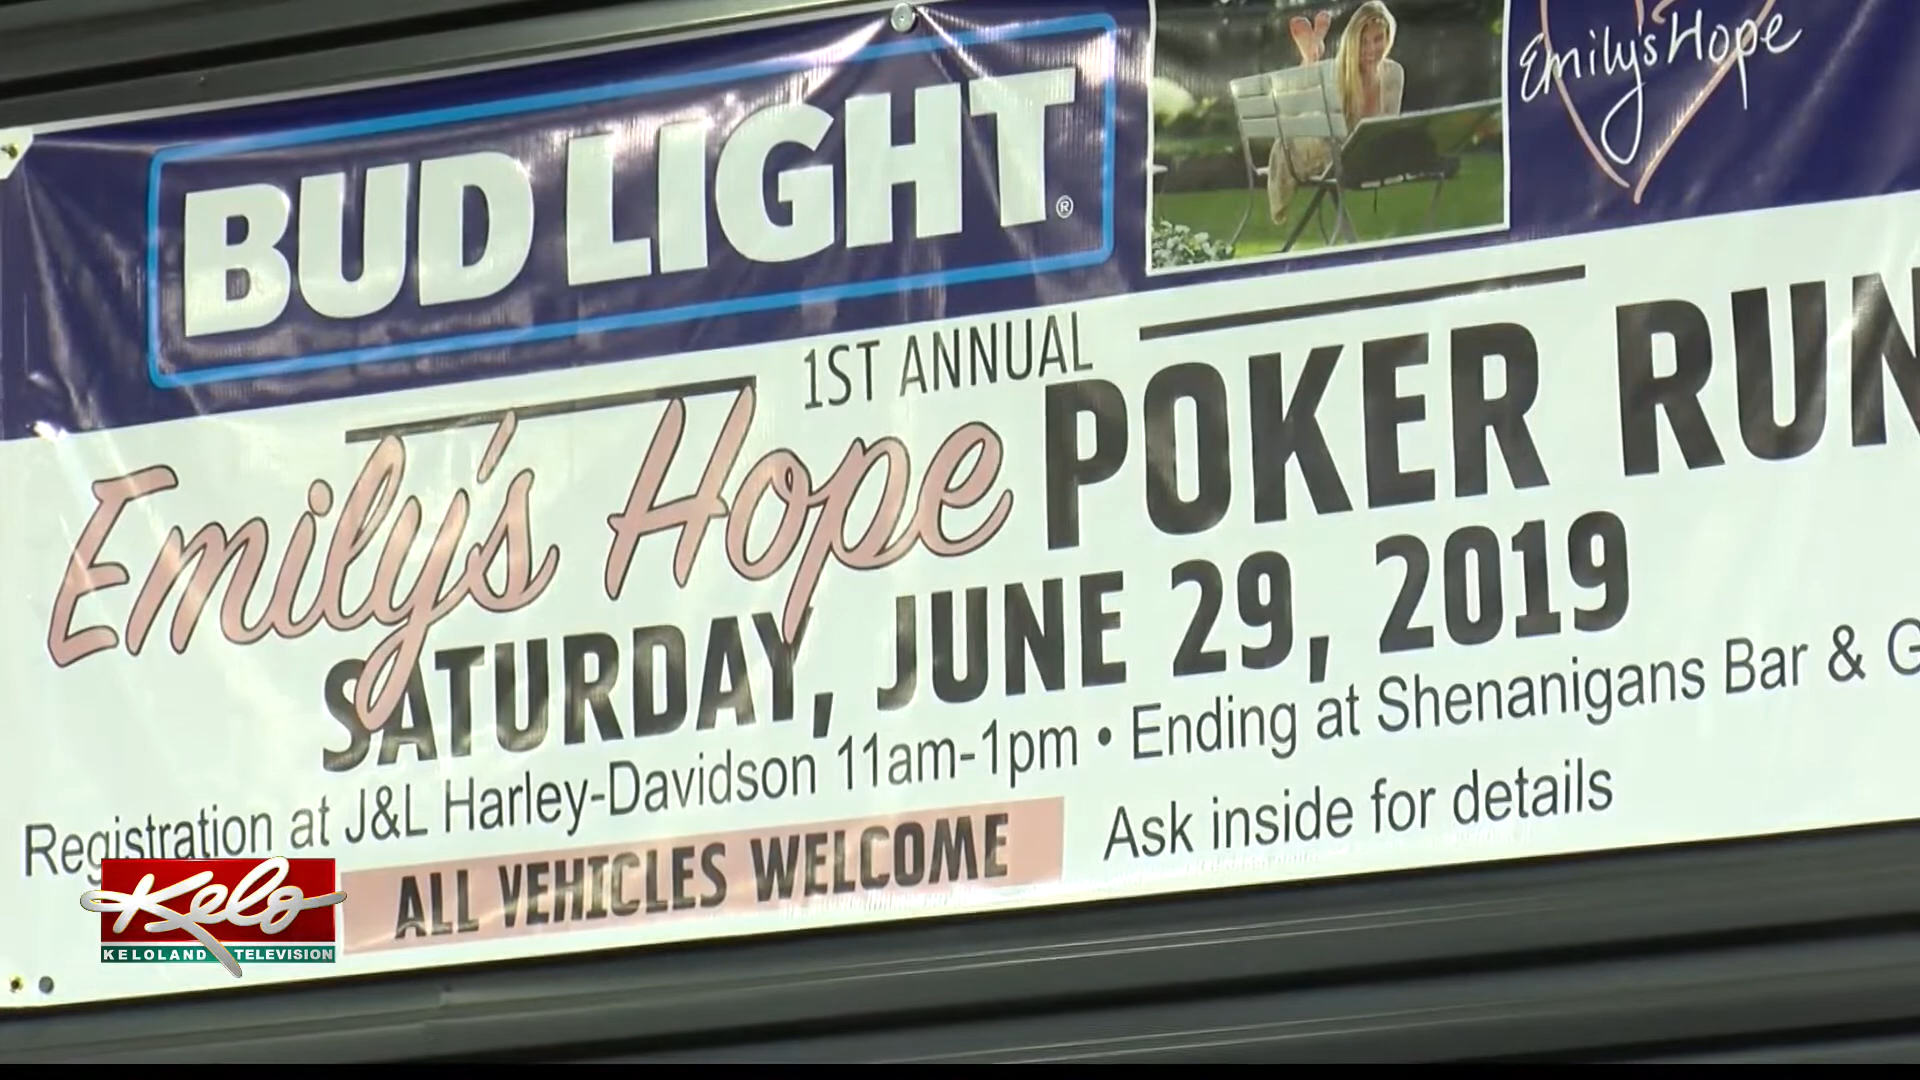 BUD LIGHT®
Emily's Hope
1ST ANNUAL
Emily's Hope POKER RUN
SATURDAY, JUNE 29, 2019
Registration at J&L Harley-Davidson 11am-1pm • Ending at Shenanigans Bar & G
ALL VEHICLES WELCOME
Ask inside for details
Kelo
KELOLAND TELEVISION